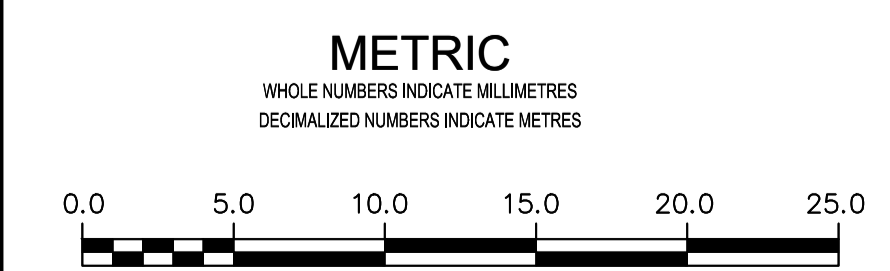 METRIC
WHOLE NUMBERS INDICATE MILLIMETRES
DECIMALIZED NUMBERS INDICATE METRES
0.0 5.0 10.0 15.0 20.0 25.0